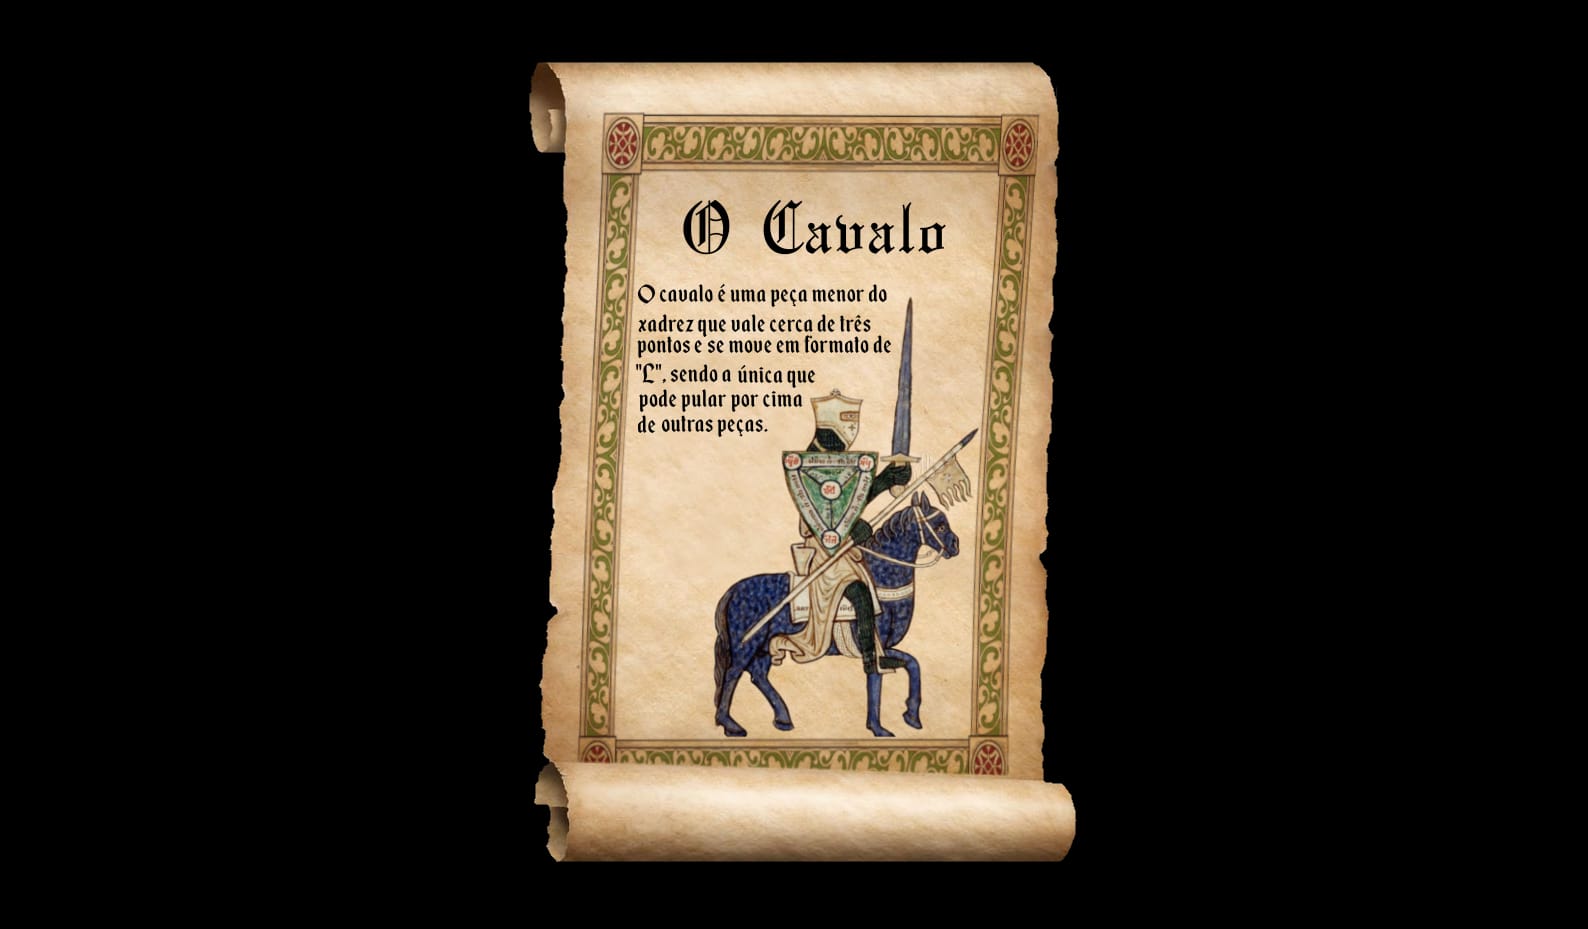 O Cavalo
O cavalo é uma peça menor do
xadrez que vale cerca de três
pontos e se move em formato de
"L", sendo a única que
pode pular por cima
de outras peças.